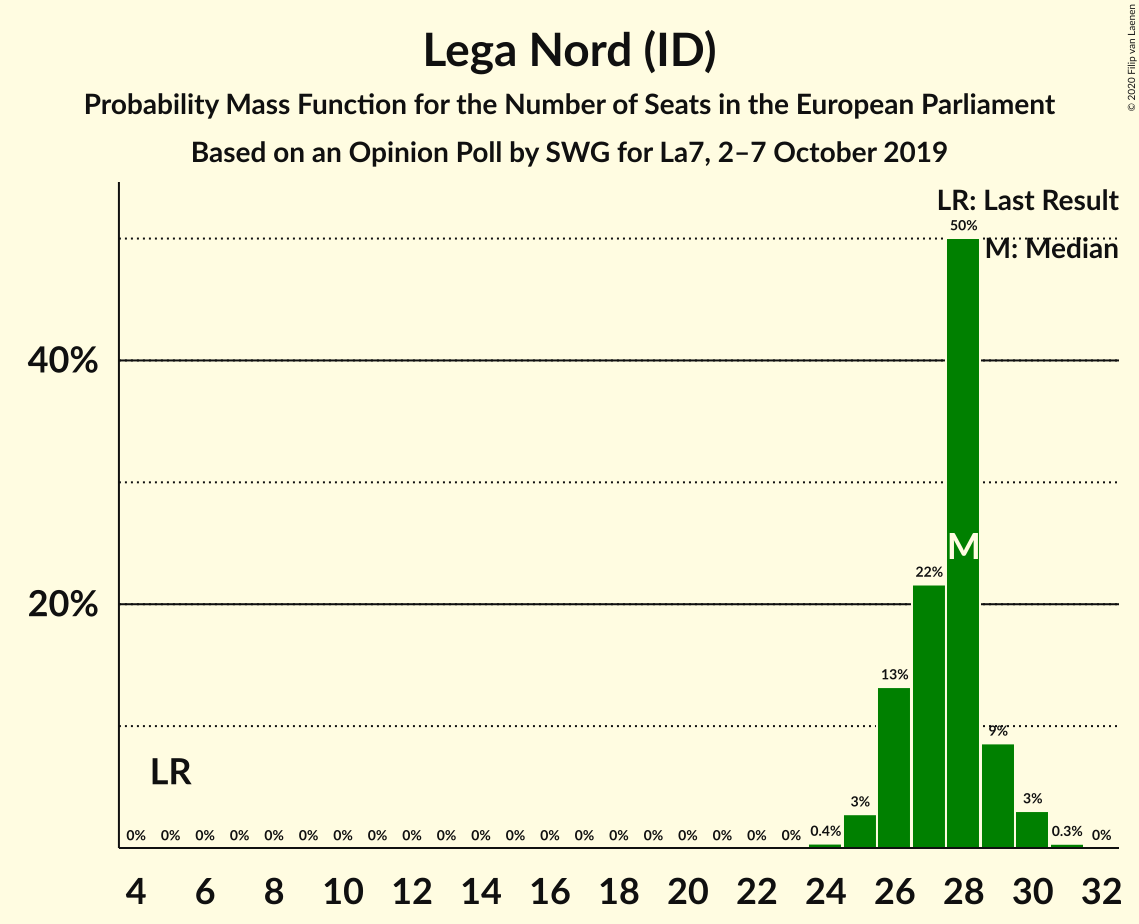 Lega Nord (ID)
Probability Mass Function for the Number of Seats in the European Parliament
Based on an Opinion Poll by SWG for La7, 2–7 October 2019
© 2020 Filip van Laenen
LR: Last Result
M: Median
50%
40%
M
22%
20%
13%
9%
LR
3%
3%
0% 0% 0% 0% 0% 0% 0% 0% 0% 0% 0% 0% 0% 0% 0% 0% 0% 0% 0% 0% 0.4% 0.3% 0%
4 6 8 10 12 14 16 18 20 22 24 26 28 30 32